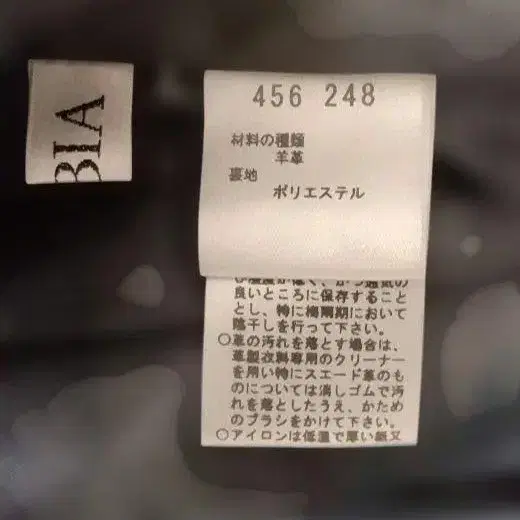 BIA
456 248
材料の種類
羊革
裏地
ポリエステル
良いところに保存すること
とし、特に梅雨期において
陰干しを行って下さい。
○革の汚れを落とす場合は、
革製衣料専用のクリーナー
を用い特にスエード革のも
のについては消しゴムで汚
れを落としたうえ、かため
のブラシをかけて下さい。
○アイロンは低温で厚い紙又